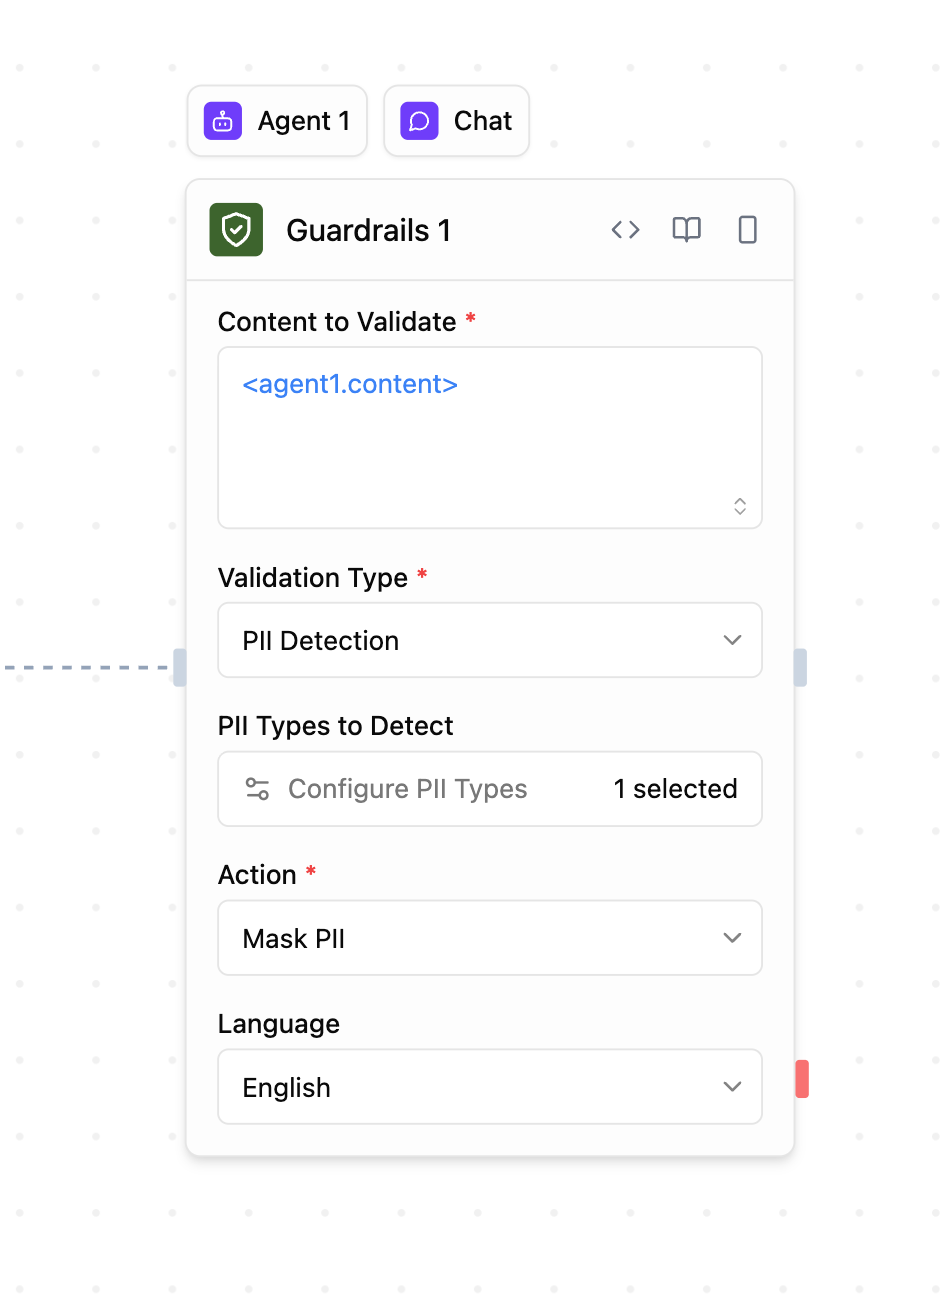 Agent 1
Chat
Guardrails 1
Content to Validate *
<agent1.content>
Validation Type *
PII Detection
PII Types to Detect
Configure PII Types
1 selected
Action *
Mask PII
Language
English